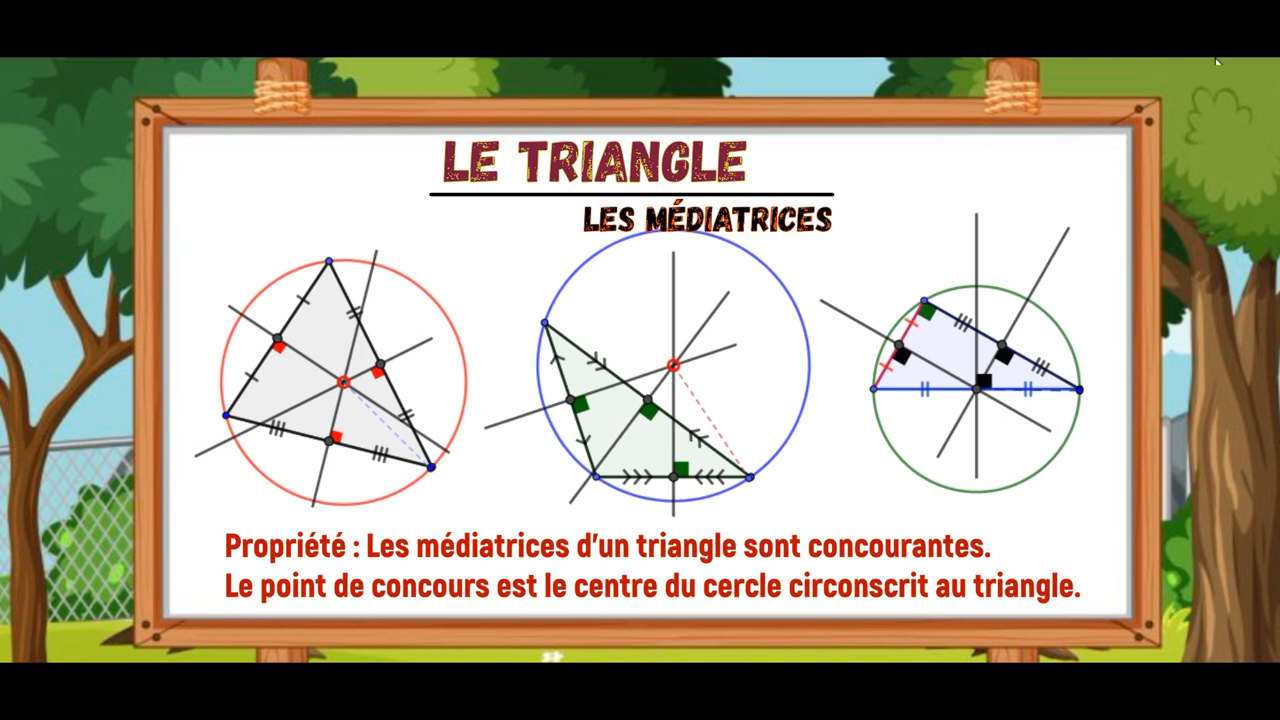 LE TRIANGLE
LES MÉDIATRICES
Propriété : Les médiatrices d’un triangle sont concourantes.
Le point de concours est le centre du cercle circonscrit au triangle.